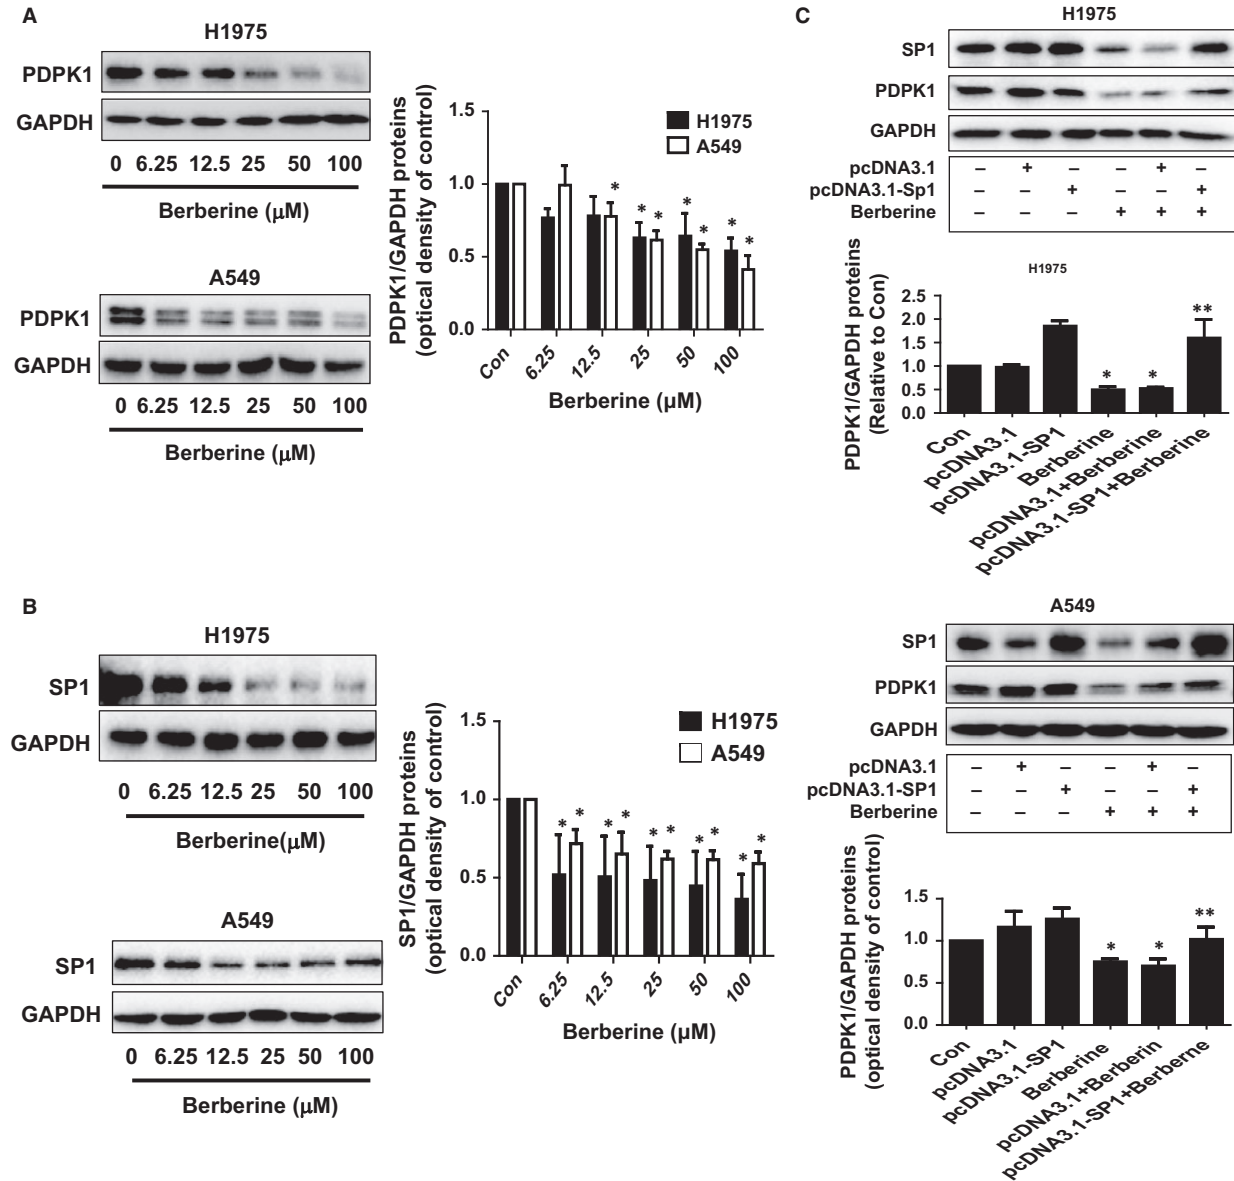 A
H1975
PDPK1
GAPDH
0 6.25 12.5 25 50 100
Berberine (μM)
A549
PDPK1
GAPDH
0 6.25 12.5 25 50 100
Berberine (μM)
PDPK1/GAPDH proteins
(optical density of control)
1.5
1.0
0.5
0.0
H1975
A549
* * * * * * *
Con 6.25 12.5 25 50 100
Berberine (μM)
B
H1975
SP1
GAPDH
0 6.25 12.5 25 50 100
Berberine(μM)
A549
SP1
GAPDH
0 6.25 12.5 25 50 100
Berberine (μM)
SP1/GAPDH proteins
(optical density of control)
1.5
1.0
0.5
0.0
H1975
A549
* * * * * * * * * *
Con 6.25 12.5 25 50 100
Berberine (μM)
C
H1975
SP1
PDPK1
GAPDH
pcDNA3.1 – + – – + –
pcDNA3.1-Sp1 – – + – – +
Berberine – – – + + +
H1975
PDPK1/GAPDH proteins
(Relative to Con)
2.5
2.0
1.5
1.0
0.5
0.0
* * **
Con
pcDNA3.1
pcDNA3.1-SP1
Berberine
pcDNA3.1+Berberine
pcDNA3.1-SP1+Berberine
A549
SP1
PDPK1
GAPDH
pcDNA3.1 – + – – + –
pcDNA3.1-SP1 – – + – – +
Berberine – – – + + +
PDPK1/GAPDH proteins
(optical density of control)
1.5
1.0
0.5
0.0
* * **
Con
pcDNA3.1
pcDNA3.1-SP1
Berberine
pcDNA3.1+Berberin
pcDNA3.1-SP1+Berberne